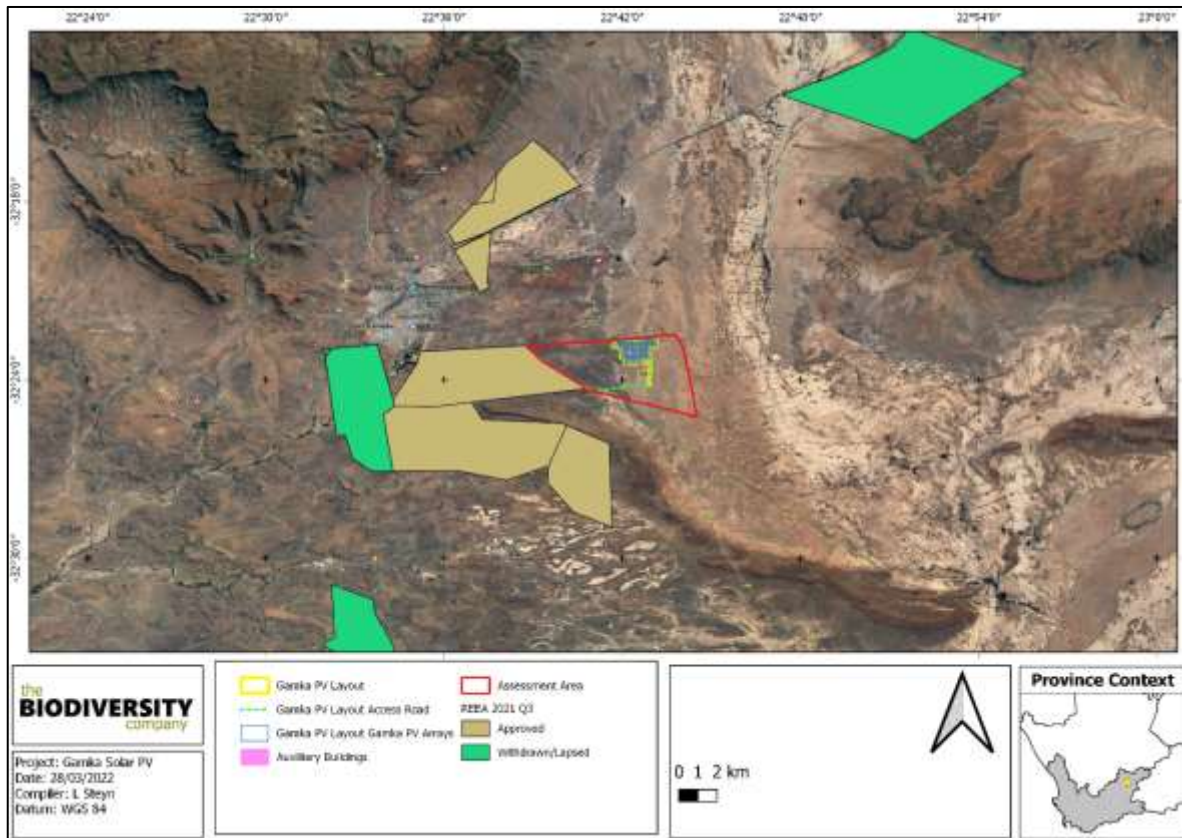 22°24'0" 22°30'0" 22°36'0" 22°42'0" 22°48'0" 22°54'0" 23°0'0"
-32°18'0"
-32°24'0"
-32°30'0"
the
BIODIVERSITY
company
Project: Gamka Solar PV
Date: 28/03/2022
Compiler: L Steyn
Datum: WGS 84
Gamka PV Layout
Gamka PV Layout Access Road
Gamka PV Layout Gamka PV Arrays
Auxilliary Buildings
Assessment Area
REEA 2021 Q3
Approved
Withdrawn/Lapsed
0 1 2 km
Province Context